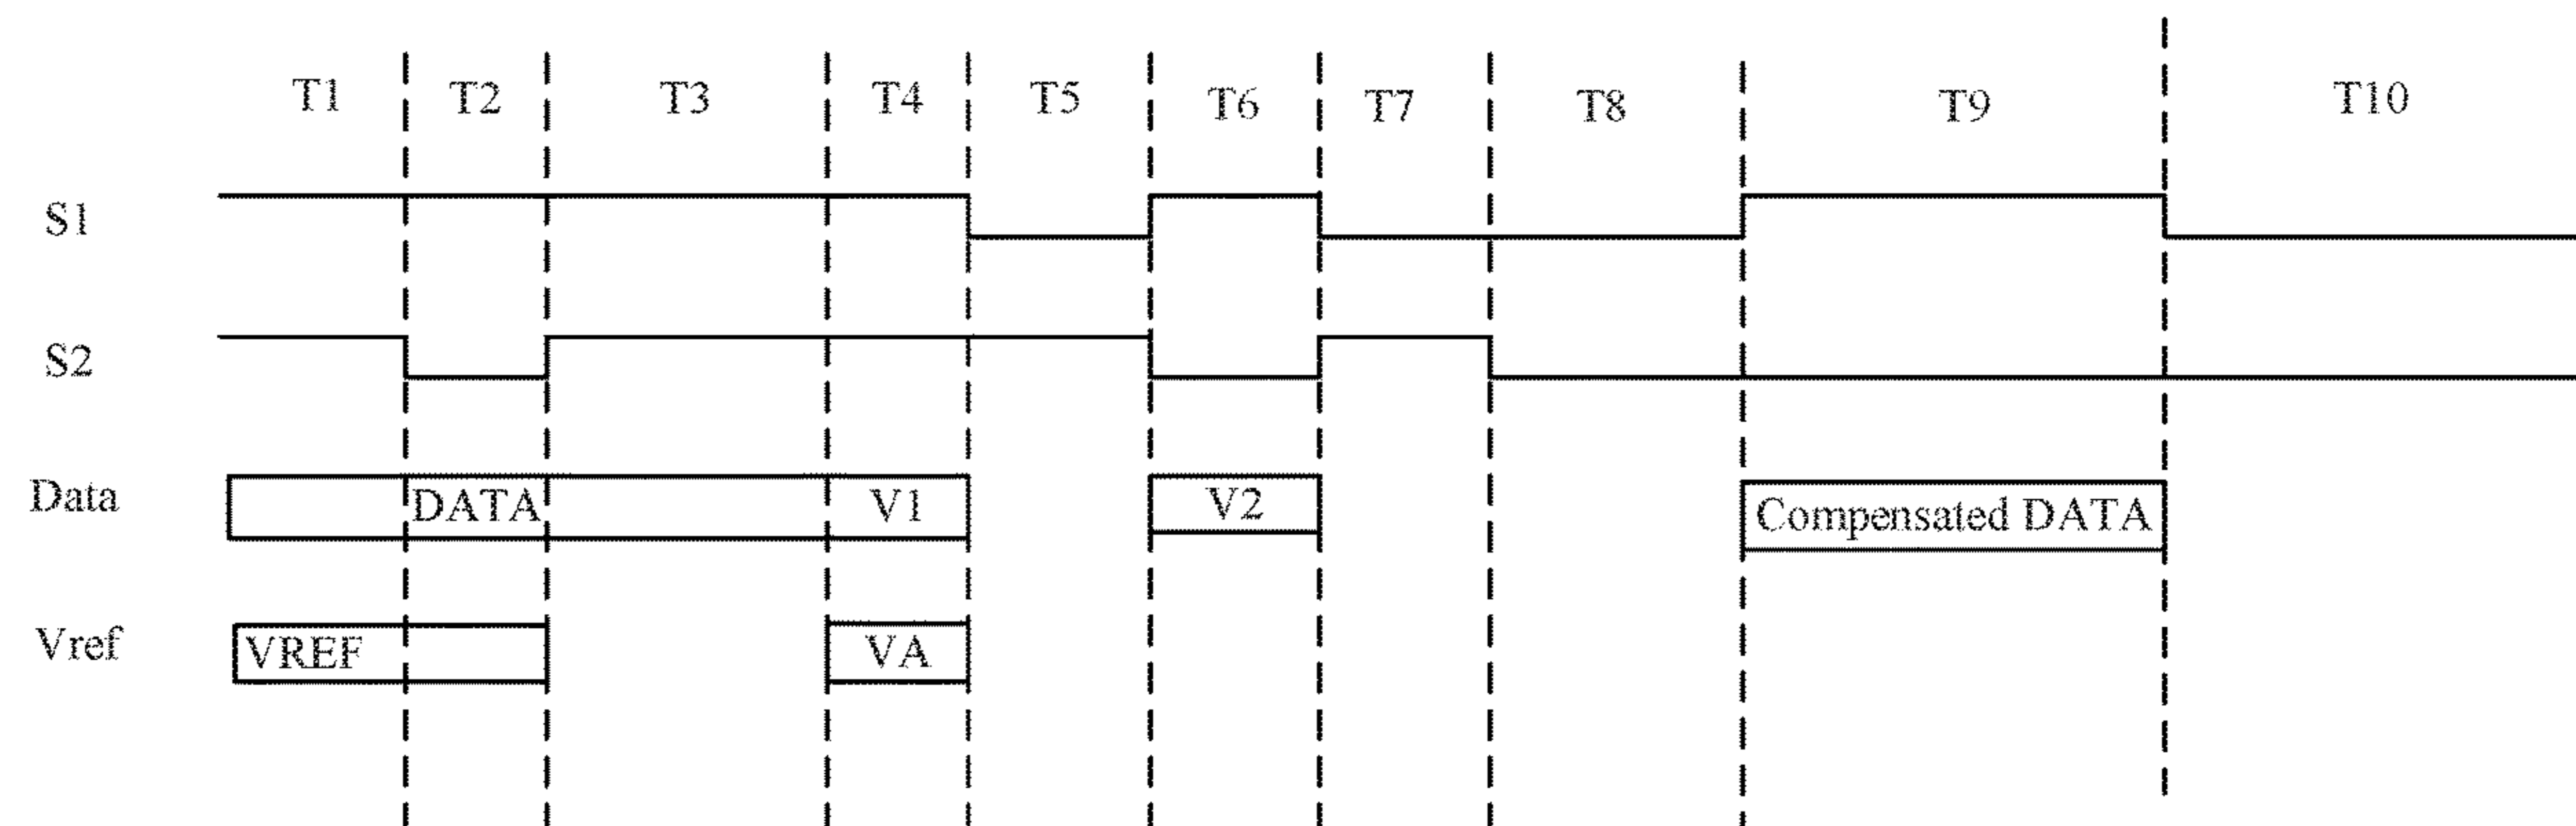 T1 T2 T3 T4 T5 T6 T7 T8 T9 T10
S1
S2
Data DATA V1 V2 Compensated DATA
Vref VREF VA